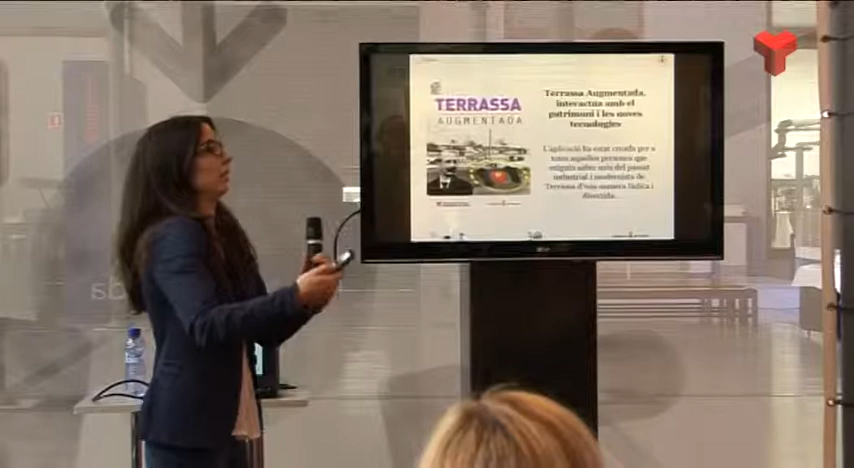 TERRASSA
AUGMENTADA
Terrassa Augmentada,
interactua amb el
patrimoni i les noves
tecnologies
L'aplicació ha estat creada per a
totes aquelles persones que
vulguin saber més del passat
industrial i modernista de
Terrassa d'una manera lúdica i
divertida.